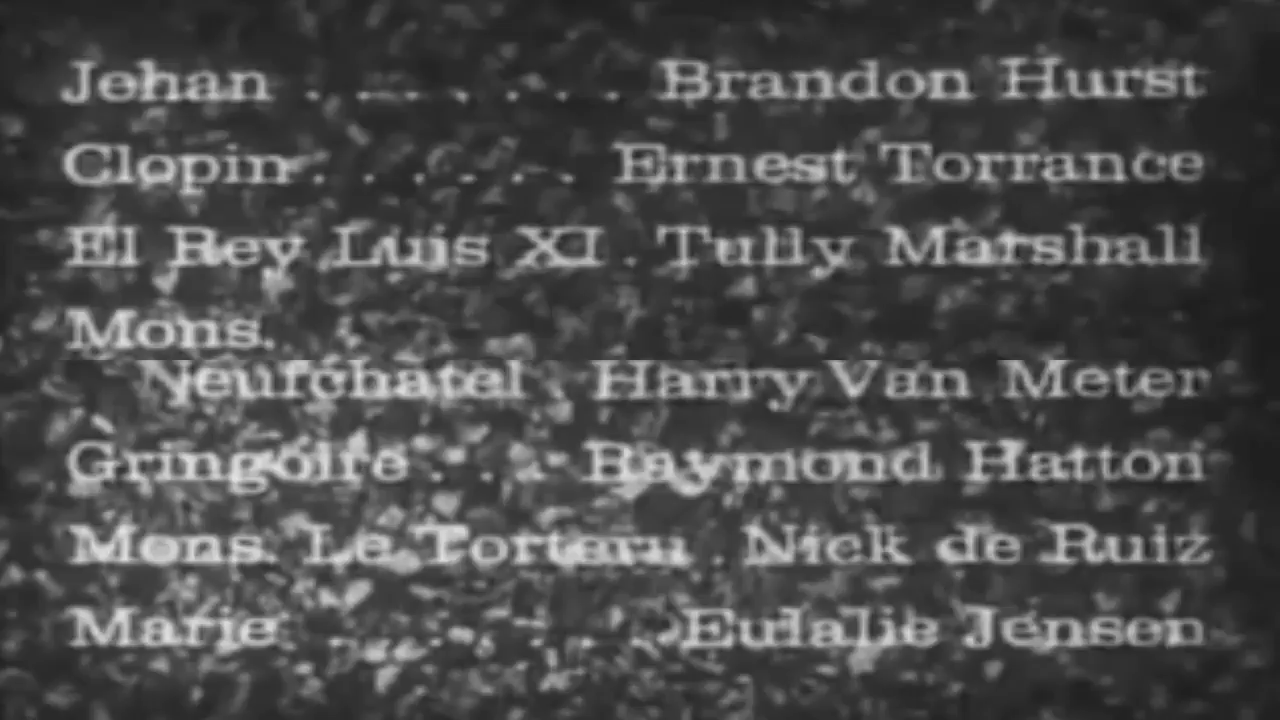 Jehan . . . . . . . Brandon Hurst
Clopin . . . . . . Ernest Torrance
El Rey Luis XI . Tully Marshall
Mons.
Neufchatel . Harry Van Meter
Gringoire . . . Raymond Hatton
Mons. Le Torteru . Nick de Ruiz
Marie . . . . . . . Eulalie Jensen